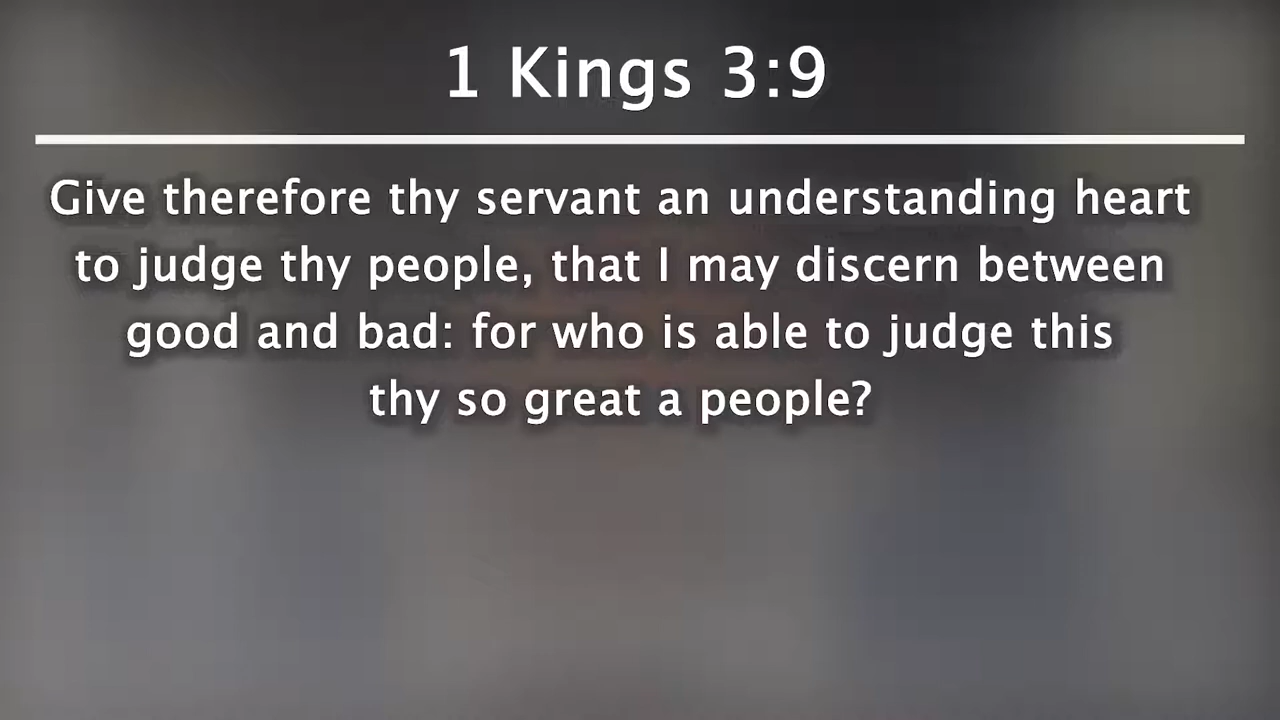 1 Kings 3:9
Give therefore thy servant an understanding heart
to judge thy people, that I may discern between
good and bad: for who is able to judge this
thy so great a people?